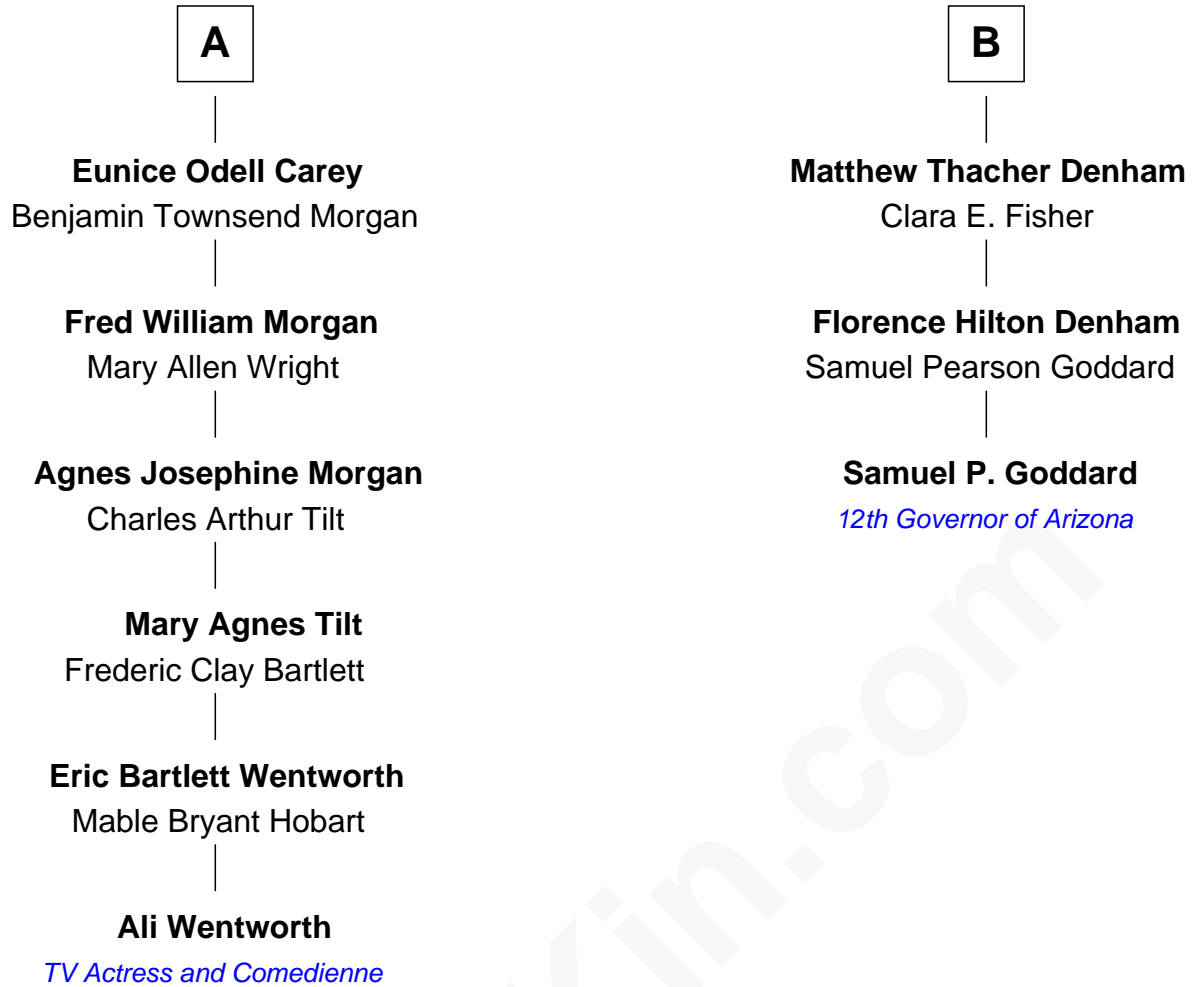 A
Eunice Odell Carey
Benjamin Townsend Morgan
Fred William Morgan
Mary Allen Wright
Agnes Josephine Morgan
Charles Arthur Tilt
Mary Agnes Tilt
Frederic Clay Bartlett
Eric Bartlett Wentworth
Mable Bryant Hobart
Ali Wentworth
TV Actress and Comedienne
B
Matthew Thacher Denham
Clara E. Fisher
Florence Hilton Denham
Samuel Pearson Goddard
Samuel P. Goddard
12th Governor of Arizona
Kin.com